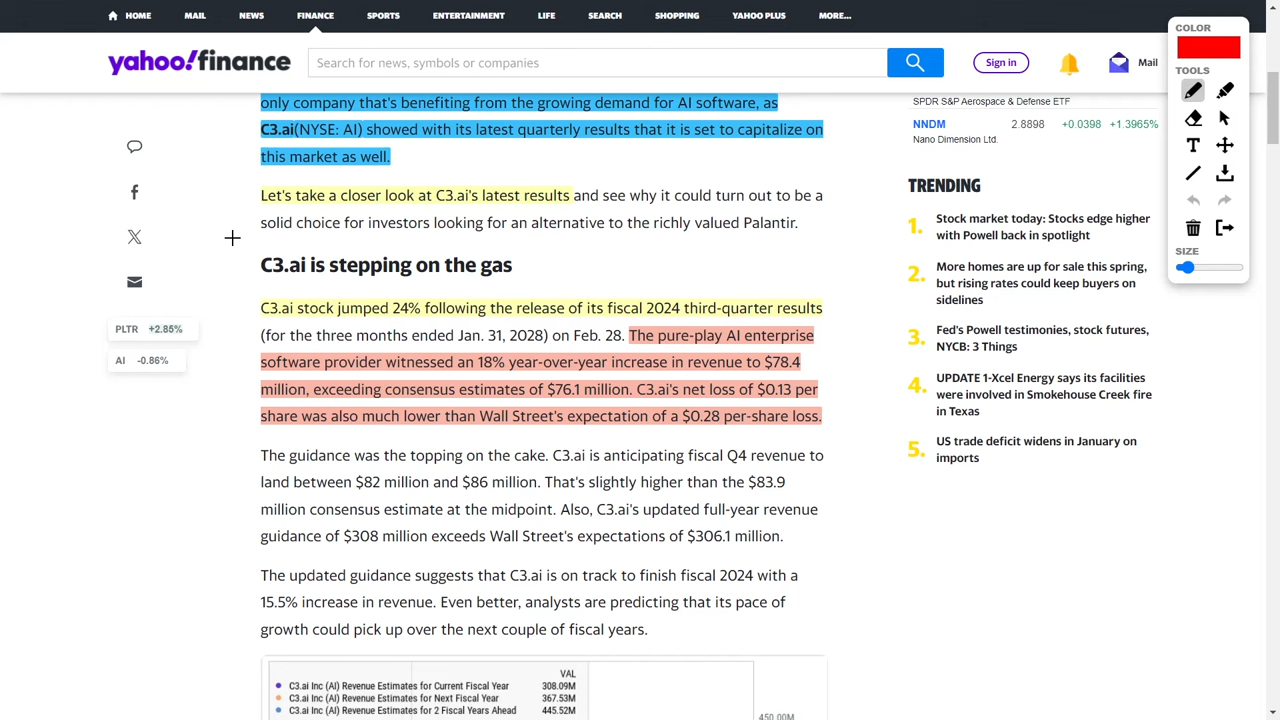 HOME MAIL NEWS FINANCE SPORTS ENTERTAINMENT LIFE SEARCH SHOPPING YAHOO PLUS MORE...
yahoo!finance
Search for news, symbols or companies
Sign in
Mail
only company that's benefiting from the growing demand for AI software, as
C3.ai(NYSE: AI) showed with its latest quarterly results that it is set to capitalize on
this market as well.
Let's take a closer look at C3.ai's latest results and see why it could turn out to be a
solid choice for investors looking for an alternative to the richly valued Palantir.
C3.ai is stepping on the gas
C3.ai stock jumped 24% following the release of its fiscal 2024 third-quarter results
(for the three months ended Jan. 31, 2028) on Feb. 28. The pure-play AI enterprise
software provider witnessed an 18% year-over-year increase in revenue to $78.4
million, exceeding consensus estimates of $76.1 million. C3.ai's net loss of $0.13 per
share was also much lower than Wall Street's expectation of a $0.28 per-share loss.
The guidance was the topping on the cake. C3.ai is anticipating fiscal Q4 revenue to
land between $82 million and $86 million. That's slightly higher than the $83.9
million consensus estimate at the midpoint. Also, C3.ai's updated full-year revenue
guidance of $308 million exceeds Wall Street's expectations of $306.1 million.
The updated guidance suggests that C3.ai is on track to finish fiscal 2024 with a
15.5% increase in revenue. Even better, analysts are predicting that its pace of
growth could pick up over the next couple of fiscal years.
VAL
C3.ai Inc (AI) Revenue Estimates for Current Fiscal Year 308.09M
C3.ai Inc (AI) Revenue Estimates for Next Fiscal Year 367.53M
C3.ai Inc (AI) Revenue Estimates for 2 Fiscal Years Ahead 445.52M
450.00M
PLTR +2.85%
AI -0.86%
SPDR S&P Aerospace & Defense ETF
NNDM 2.8898 +0.0398 +1.3965%
Nano Dimension Ltd.
TRENDING
1. Stock market today: Stocks edge higher
with Powell back in spotlight
2. More homes are up for sale this spring,
but rising rates could keep buyers on
sidelines
3. Fed's Powell testimonies, stock futures,
NYCB: 3 Things
4. UPDATE 1-Xcel Energy says its facilities
were involved in Smokehouse Creek fire
in Texas
5. US trade deficit widens in January on
imports
COLOR
TOOLS
T
SIZE